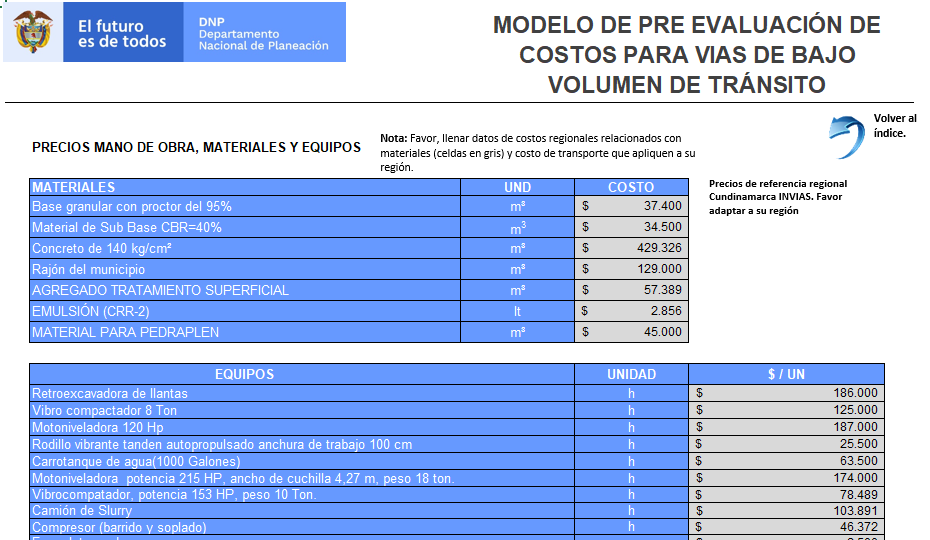 El futuro
es de todos
DNP
Departamento
Nacional de Planeación
MODELO DE PRE EVALUACIÓN DE
COSTOS PARA VIAS DE BAJO
VOLUMEN DE TRÁNSITO
Volver al
índice.
PRECIOS MANO DE OBRA, MATERIALES Y EQUIPOS
Nota: Favor, llenar datos de costos regionales relacionados con
materiales (celdas en gris) y costo de transporte que apliquen a su
región.
MATERIALES UND COSTO
Base granular con proctor del 95% m³ $ 37.400
Material de Sub Base CBR=40% m³ $ 34.500
Concreto de 140 kg/cm² m³ $ 429.326
Rajón del municipio m³ $ 129.000
AGREGADO TRATAMIENTO SUPERFICIAL m³ $ 57.389
EMULSIÓN (CRR-2) lt $ 2.856
MATERIAL PARA PEDRAPLEN m³ $ 45.000
Precios de referencia regional
Cundinamarca INVIAS. Favor
adaptar a su región
EQUIPOS UNIDAD $ / UN
Retroexcavadora de llantas h $ 186.000
Vibro compactador 8 Ton h $ 125.000
Motoniveladora 120 Hp h $ 187.000
Rodillo vibrante tanden autopropulsado anchura de trabajo 100 cm h $ 25.500
Carrotanque de agua(1000 Galones) h $ 63.500
Motoniveladora potencia 215 HP, ancho de cuchilla 4,27 m, peso 18 ton. h $ 174.000
Vibrocompatador, potencia 153 HP, peso 10 Ton. h $ 78.489
Camión de Slurry h $ 103.891
Compresor (barrido y soplado) h $ 46.372